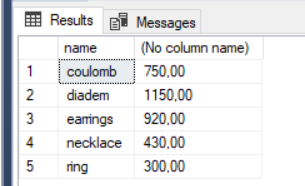 Results Messages
name (No column name)
1 coulomb 750,00
2 diadem 1150,00
3 earrings 920,00
4 necklace 430,00
5 ring 300,00